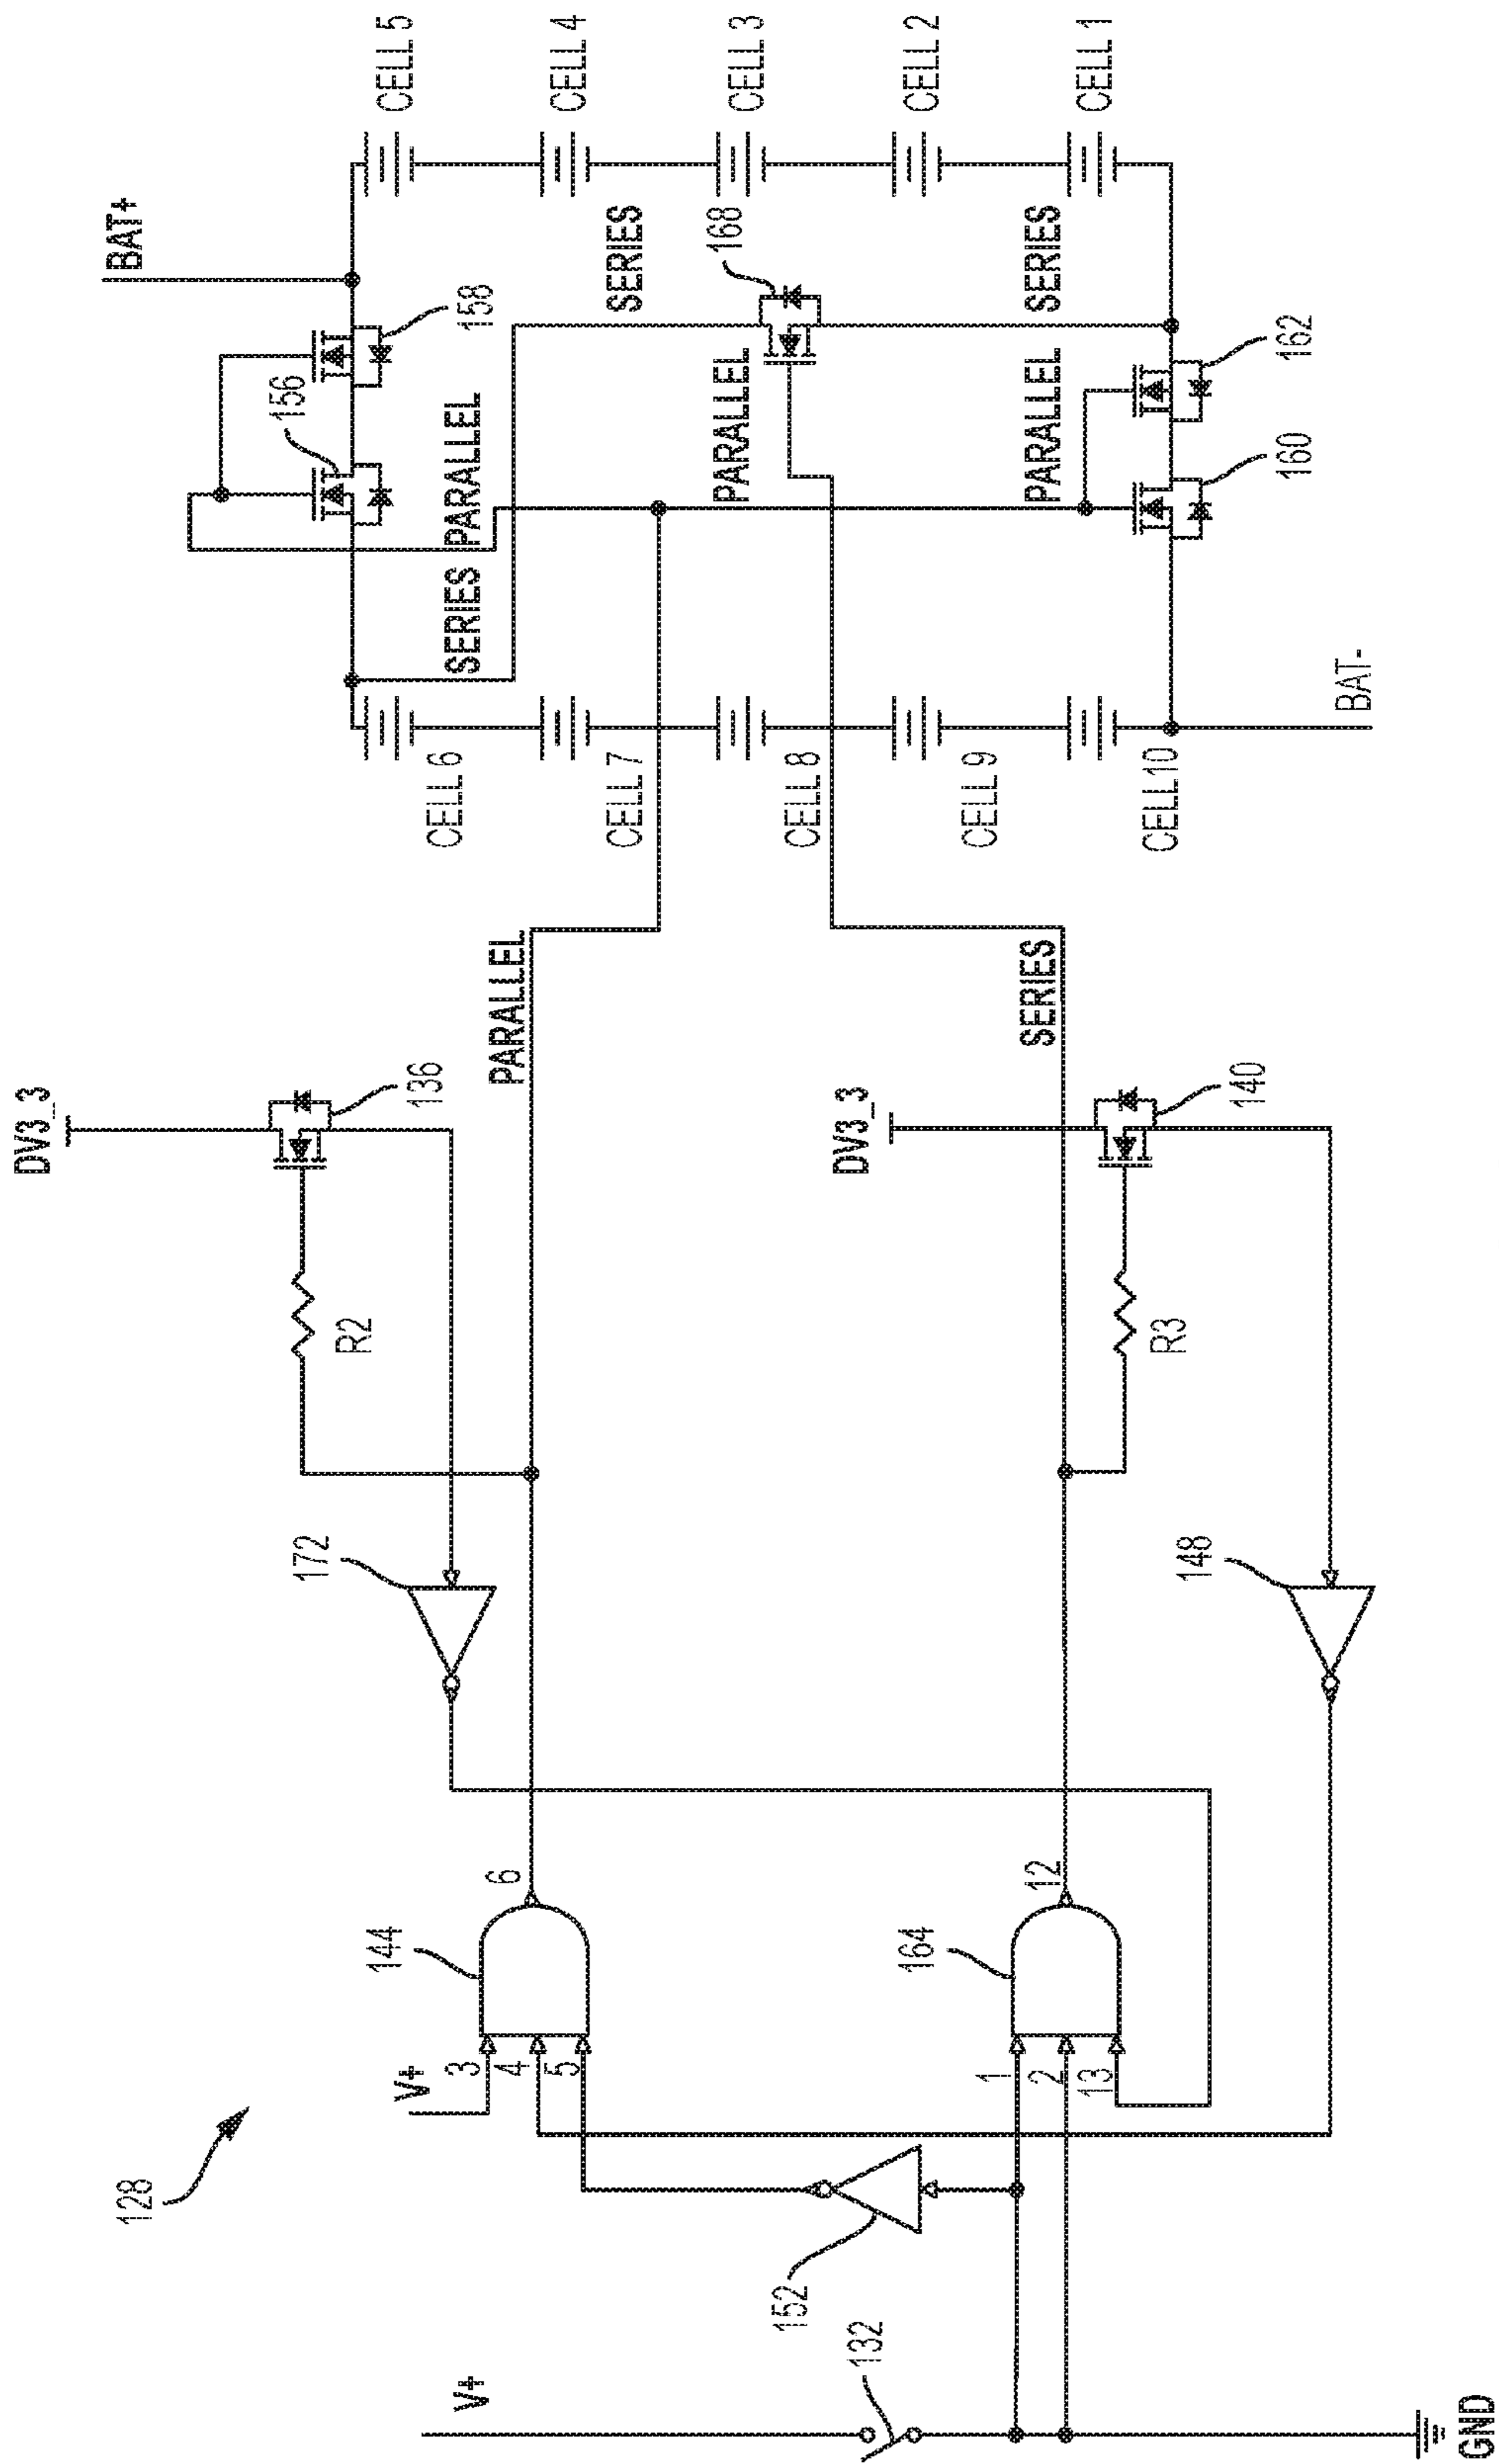 DV3_3
136
R2
172
PARALLEL
BAT+
158
156
SERIES PARALLEL
CELL 5
CELL 4
CELL 3
CELL 2
CELL 1
SERIES
168
PARALLEL
SERIES
PARALLEL
162
160
CELL 6
CELL 7
CELL 8
CELL 9
CELL 10
BAT-
DV3_3
140
R3
SERIES
148
128
V+
3
4
5
144
6
1
2
13
164
12
152
V+
132
GND